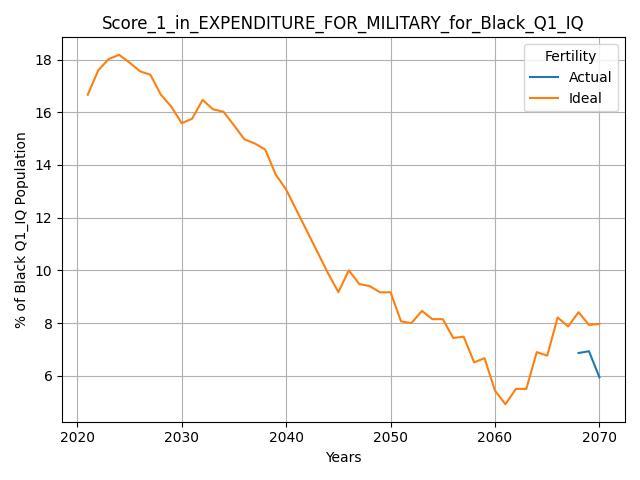 Score_1_in_EXPENDITURE_FOR_MILITARY_for_Black_Q1_IQ
Fertility
Actual
Ideal
% of Black Q1_IQ Population
18
16
14
12
10
8
6
2020
2030
2040
2050
2060
2070
Years